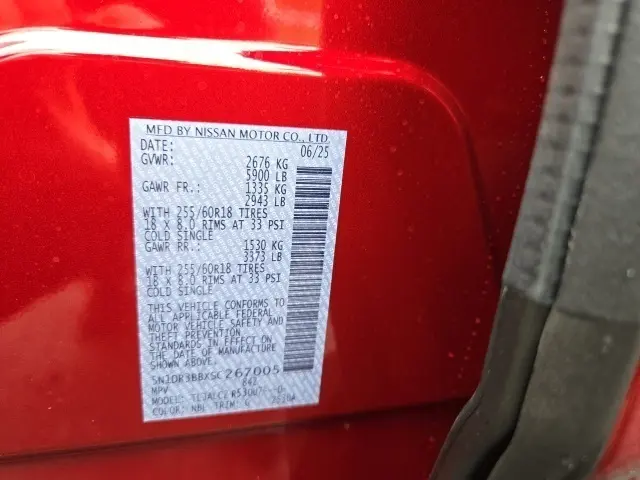 MFD BY NISSAN MOTOR CO., LTD.
DATE: 06/25
GVWR: 2676 KG
5900 LB
GAWR FR.: 1335 KG
2943 LB
WITH 255/60R18 TIRES
18 X 8.0 RIMS AT 33 PSI
COLD SINGLE
GAWR RR.: 1530 KG
3373 LB
WITH 255/60R18 TIRES
18 X 8.0 RIMS AT 33 PSI
COLD SINGLE
THIS VEHICLE CONFORMS TO
ALL APPLICABLE FEDERAL
MOTOR VEHICLE SAFETY AND
THEFT PREVENTION
STANDARDS IN EFFECT ON
THE DATE OF MANUFACTURE
SHOWN ABOVE.
5N1DR3BBXSC267005
MPV 842
MODEL:
COLOR: NBL TRIM: G